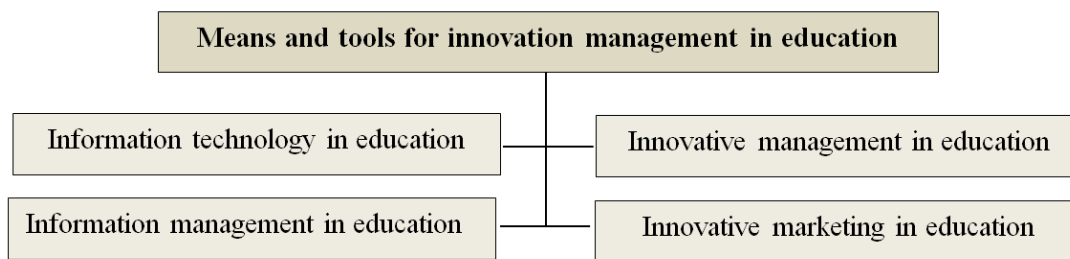 Means and tools for innovation management in education
Information technology in education
Innovative management in education
Information management in education
Innovative marketing in education